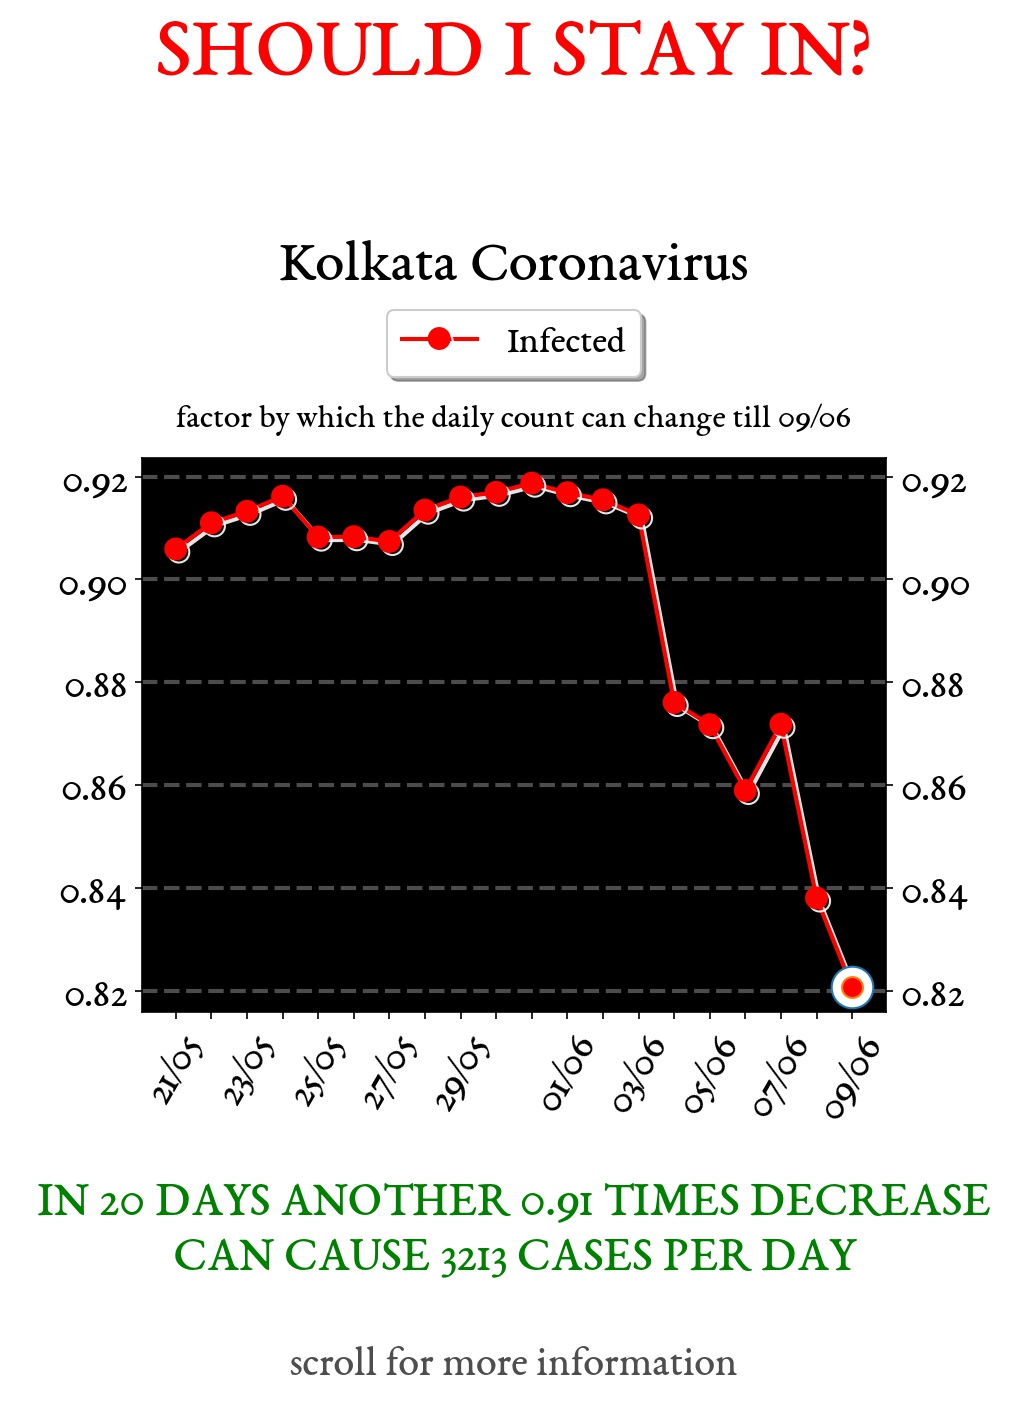 SHOULD I STAY IN?
Kolkata Coronavirus
Infected
factor by which the daily count can change till 09/06
0.92 0.92
0.90 0.90
0.88 0.88
0.86 0.86
0.84 0.84
0.82 0.82
21/05 23/05 25/05 27/05 29/05 01/06 03/06 05/06 07/06 09/06
IN 20 DAYS ANOTHER 0.91 TIMES DECREASE
CAN CAUSE 3213 CASES PER DAY
scroll for more information